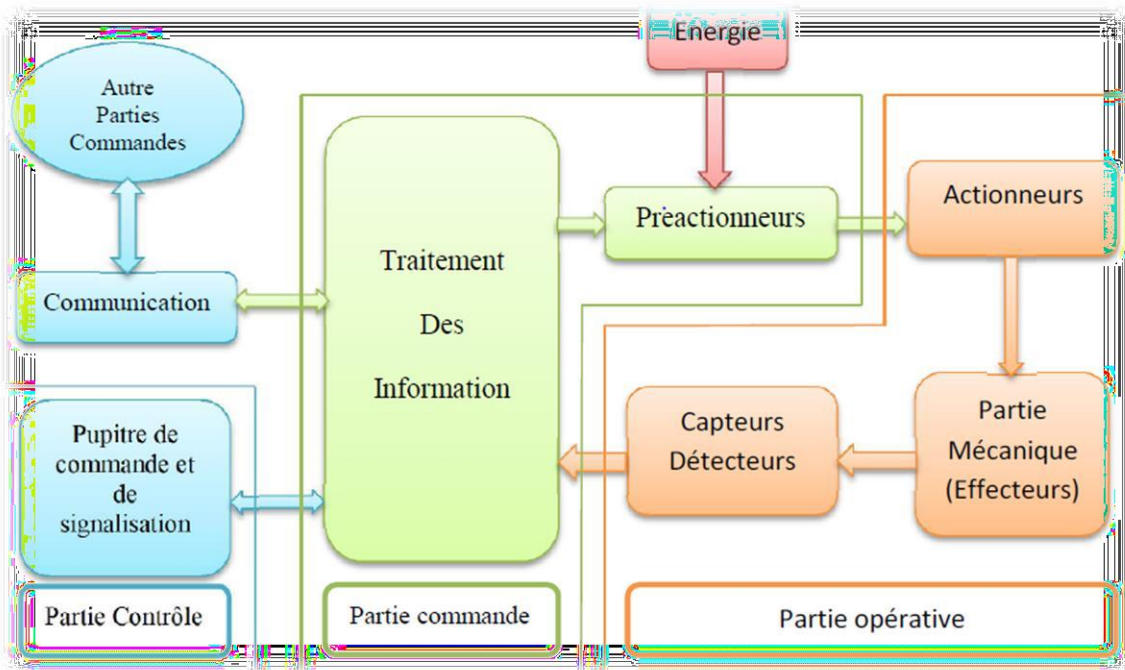 Energie
Autre
Parties
Commandes
Préactionneurs
Actionneurs
Traitement
Des
Information
Communication
Capteurs
Détecteurs
Partie
Mécanique
(Effecteurs)
Pupitre de
commande et
de
signalisation
Partie Contrôle
Partie commande
Partie opérative